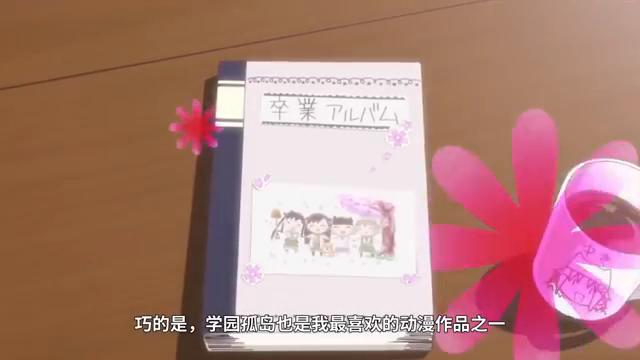 卒業アルバム
巧的是，学园孤岛也是我最喜欢的动漫作品之一